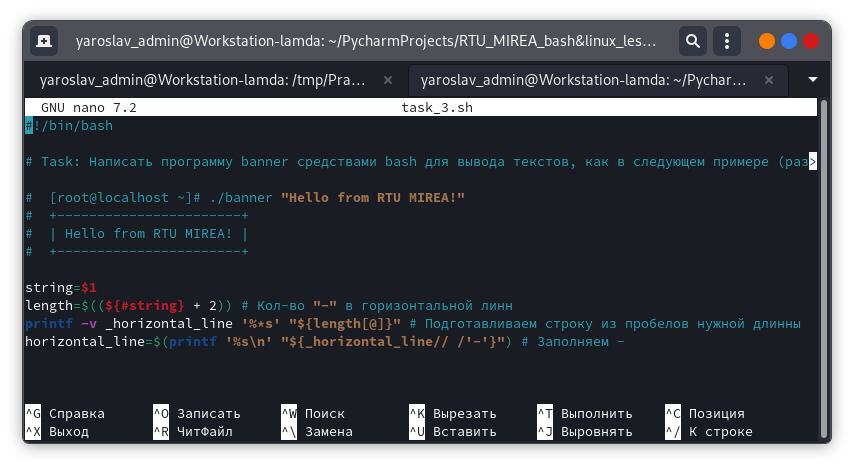 yaroslav_admin@Workstation-lamda: ~/PycharmProjects/RTU_MIREA_bash&linux_les...
yaroslav_admin@Workstation-lamda: /tmp/Pra... × yaroslav_admin@Workstation-lamda: ~/Pychar... ×
GNU nano 7.2 task_3.sh
#!/bin/bash
# Task: Написать программу banner средствами bash для вывода текстов, как в следующем примере (раз>
#  [root@localhost ~]# ./banner "Hello from RTU MIREA!"
#  +-----------------------+
#  | Hello from RTU MIREA! |
#  +-----------------------+
string=$1
length=$((${#string} + 2)) # Кол-во "-" в горизонтальной линн
printf -v _horizontal_line '%*s' "${length[@]}" # Подготавливаем строку из пробелов нужной длинны
horizontal_line=$(printf '%s\n' "${_horizontal_line// /'-'}") # Заполняем -
^G Справка ^O Записать ^W Поиск ^K Вырезать ^T Выполнить ^C Позиция
^X Выход ^R ЧитФайл ^\ Замена ^U Вставить ^J Выровнять ^/ К строке